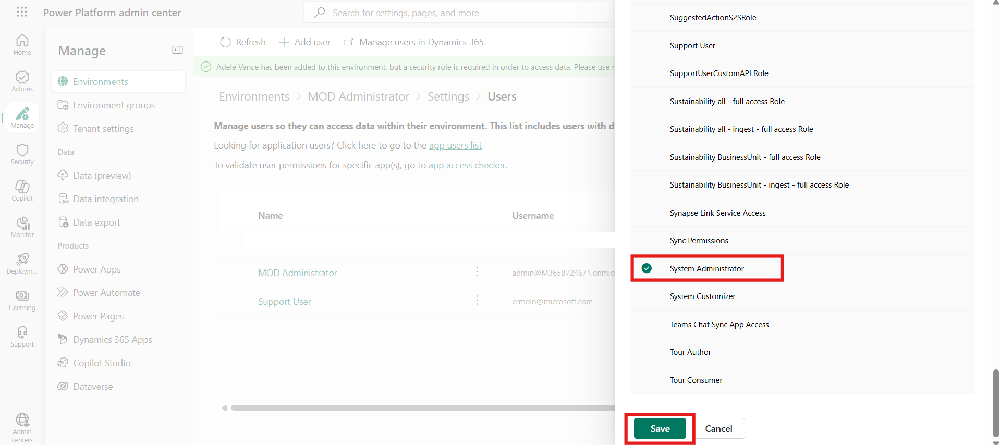 Power Platform admin center
Search for settings, pages, and more
Home
Actions
Manage
Security
Copilot
Monitor
Deploym...
Licensing
Support
Admin
centers
Manage
Environments
Environment groups
Tenant settings
Data
Data (preview)
Data integration
Data export
Products
Power Apps
Power Automate
Power Pages
Dynamics 365 Apps
Copilot Studio
Dataverse
Refresh
Add user
Manage users in Dynamics 365
Adele Vance has been added to this environment, but a security role is required in order to access data. Please use
Environments > MOD Administrator > Settings > Users
Manage users so they can access data within their environment. This list includes users with
Looking for application users? Click here to go to the app users list
To validate user permissions for specific app(s), go to app access checker.
Name Username
MOD Administrator admin@M365B724671.onmicr
Support User crmoln@microsoft.com
SuggestedActionS2SRole
Support User
SupportUserCustomAPI Role
Sustainability all - full access Role
Sustainability all - ingest - full access Role
Sustainability BusinessUnit - full access Role
Sustainability BusinessUnit - ingest - full access Role
Synapse Link Service Access
Sync Permissions
System Administrator
System Customizer
Teams Chat Sync App Access
Tour Author
Tour Consumer
Save Cancel